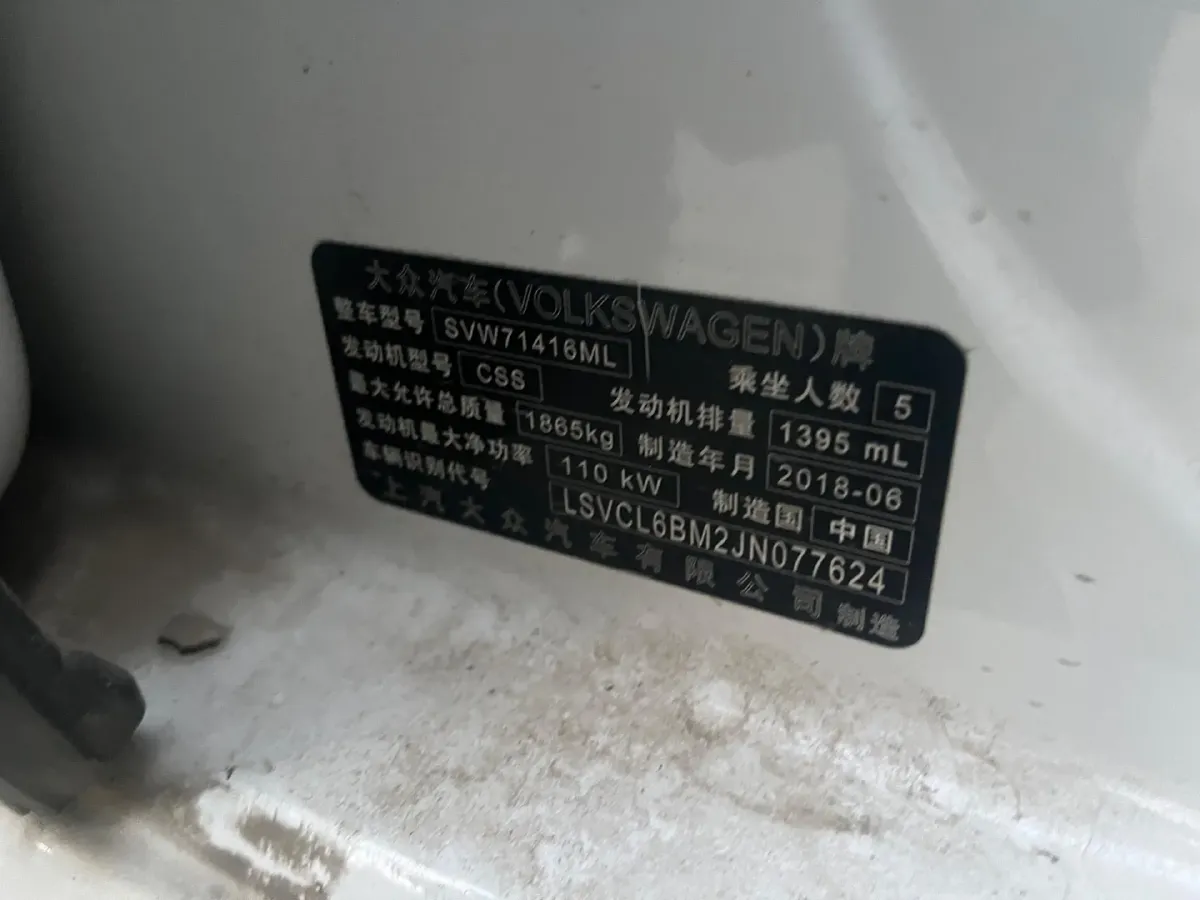 大众汽车(VOLKSWAGEN)牌
整车型号 SVW71416ML 乘坐人数 5
发动机型号 CSS 发动机排量 1395 mL
最大允许总质量 1865kg 制造年月 2018-06
发动机最大净功率 110 kW 制造国 中国
车辆识别代号 LSVCL6BM2JN077624
上汽大众汽车有限公司制造